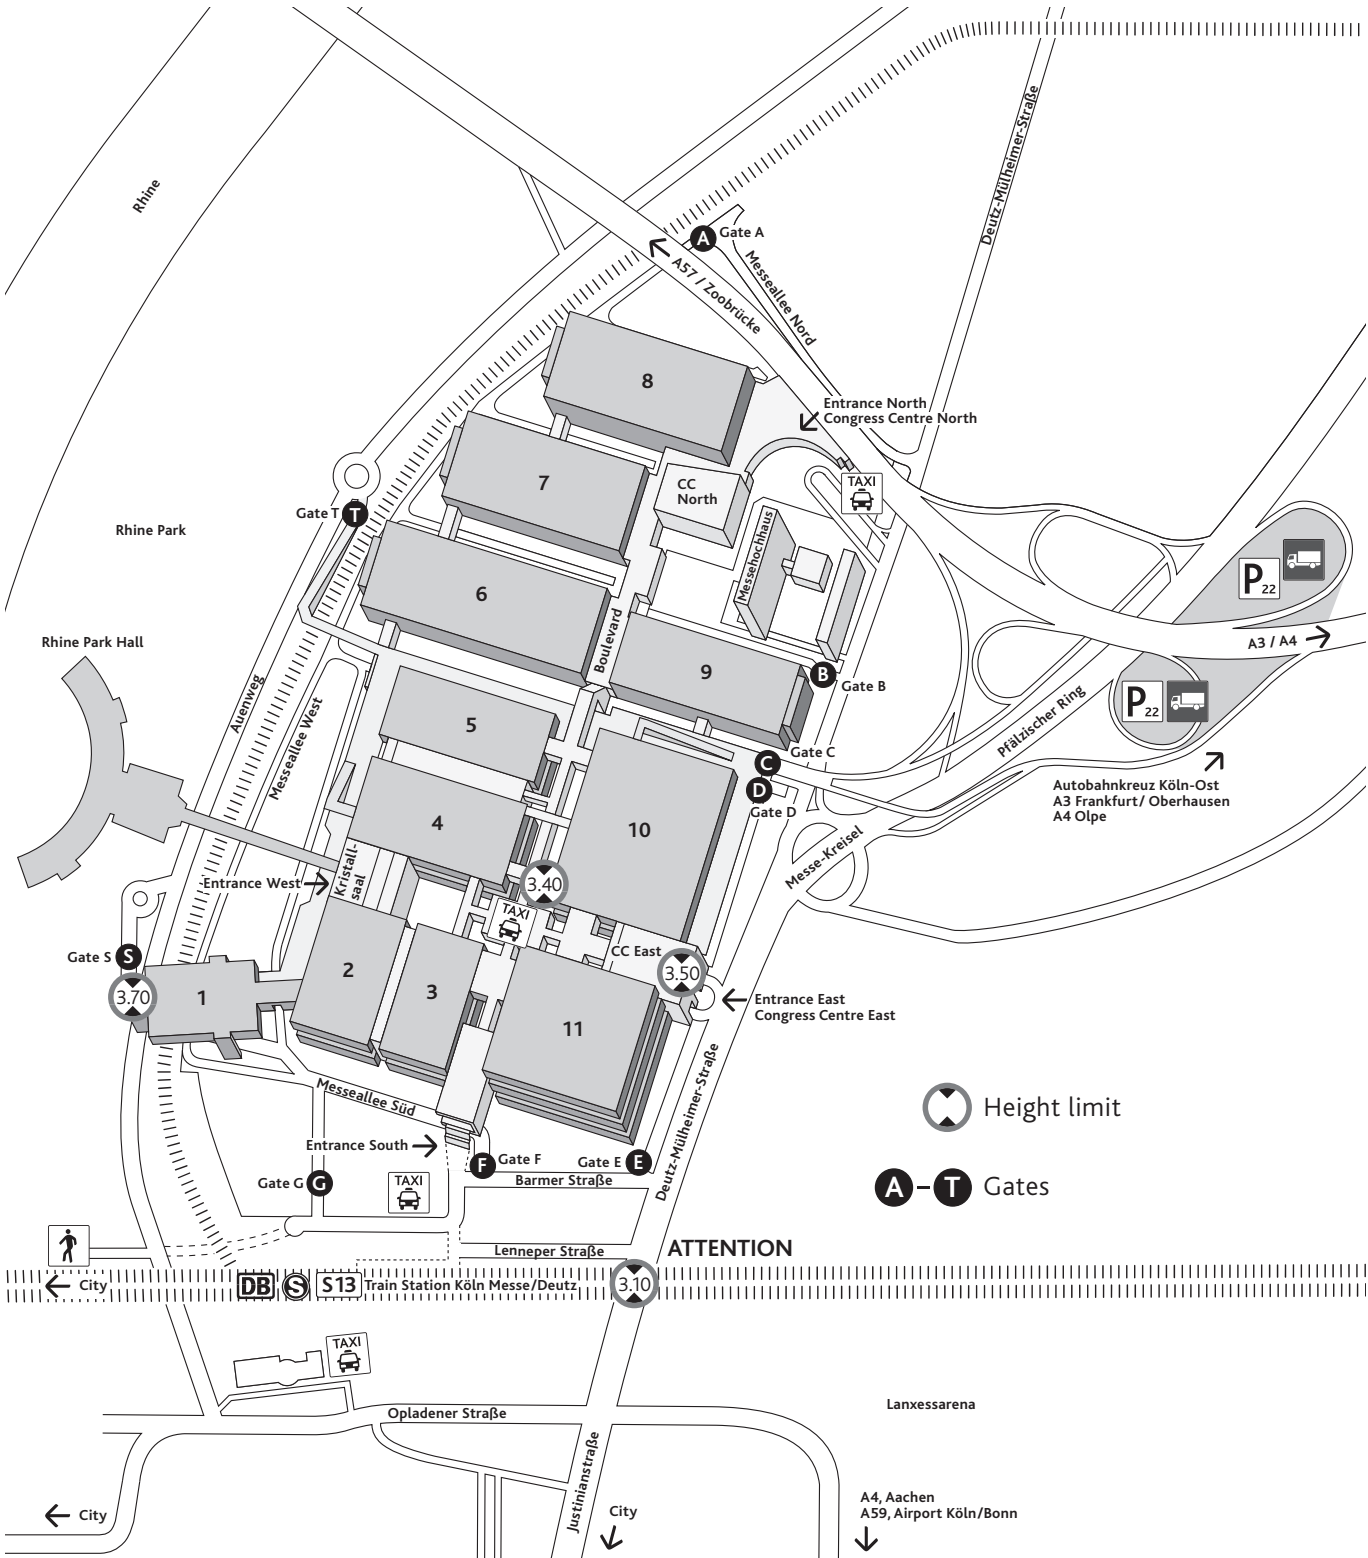 Deutz-Mülheimer-Straße
Rhine
A
Gate A
A57 / Zoobrücke
Messeallee Nord
8
Entrance North
Congress Centre North
7
CC
North
TAXI
Gate T
T
Rhine Park
Messehochhaus
P22
6
Boulevard
Rhine Park Hall
A3 / A4
9
B
Gate B
P22
Auenweg
Messeallee West
5
Pfälzischer Ring
Gate C
C
D
Gate D
Autobahnkreuz Köln-Ost
A3 Frankfurt/ Oberhausen
A4 Olpe
4
10
Messe-Kreisel
Kristall-
saal
Entrance West
3.40
TAXI
Gate S
S
CC East
3.50
3.70
1
2
3
11
Entrance East
Congress Centre East
Deutz-Mülheimer-Straße
Messeallee Süd
Height limit
Entrance South
F
Gate F
Gate E
E
Gate G
G
TAXI
Barmer Straße
A
–
T
Gates
Lenneper Straße
ATTENTION
City
DB
S
S13
Train Station Köln Messe/Deutz
3.10
TAXI
Opladener Straße
Lanxessarena
Justinianstraße
City
City
A4, Aachen
A59, Airport Köln/Bonn